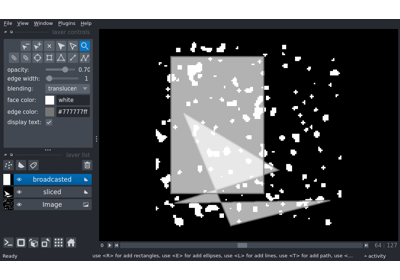 File View Window Plugins Help
layer controls
opacity: 0.70
edge width: 1
blending: translucen
face color: white
edge color: #777777ff
display text:
layer list
broadcasted
sliced
Image
64 127
Ready use <R> for add rectangles, use <E> for add ellipses, use <L> for add lines, use <T> for add path, use <... activity